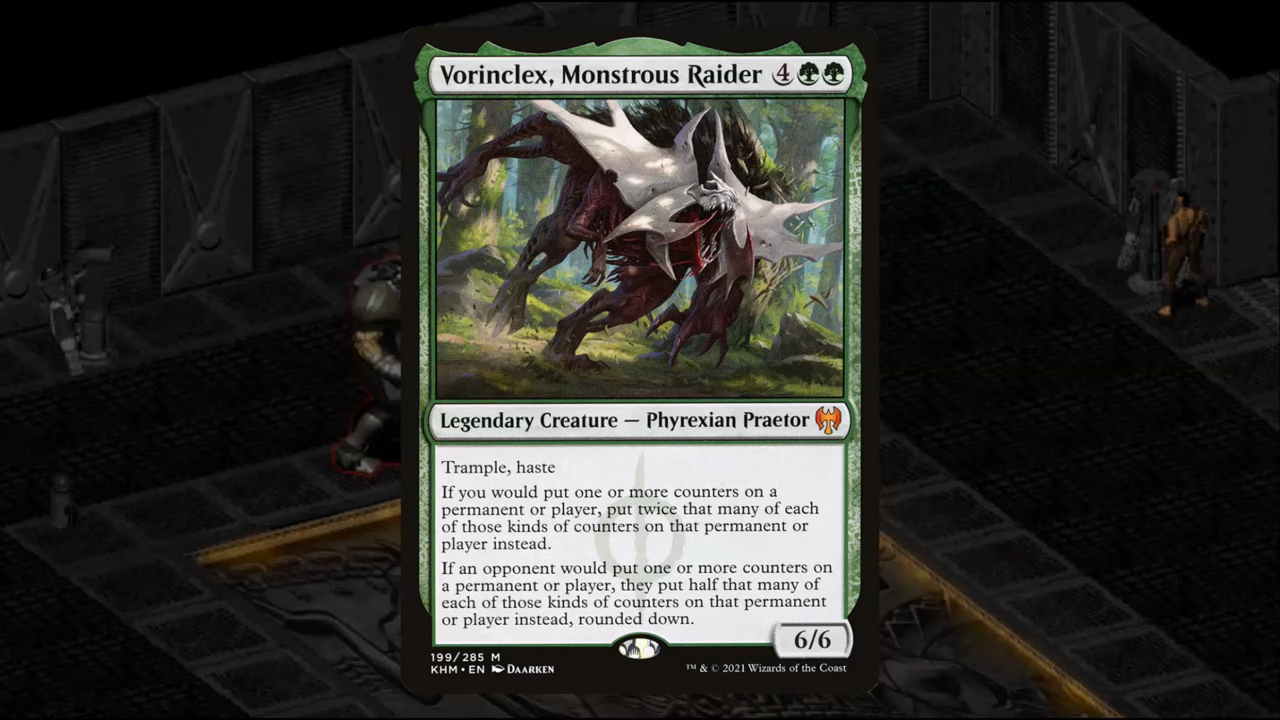 Vorinclex, Monstrous Raider 4
Legendary Creature — Phyrexian Praetor
Trample, haste
If you would put one or more counters on a
permanent or player, put twice that many of each
of those kinds of counters on that permanent or
player instead.
If an opponent would put one or more counters on
a permanent or player, they put half that many of
each of those kinds of counters on that permanent
or player instead, rounded down.
6/6
199/285 M
KHM • EN DAARKEN
™ & © 2021 Wizards of the Coast